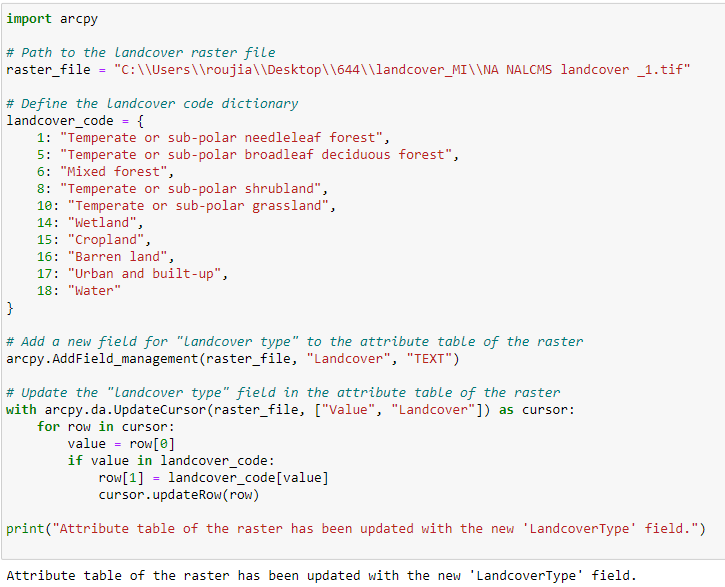 import arcpy
# Path to the landcover raster file
raster_file = "C:\\Users\\roujia\\Desktop\\644\\landcover_MI\\NA NALCMS landcover _1.tif"
# Define the landcover code dictionary
landcover_code = {
    1: "Temperate or sub-polar needleleaf forest",
    5: "Temperate or sub-polar broadleaf deciduous forest",
    6: "Mixed forest",
    8: "Temperate or sub-polar shrubland",
    10: "Temperate or sub-polar grassland",
    14: "Wetland",
    15: "Cropland",
    16: "Barren land",
    17: "Urban and built-up",
    18: "Water"
}
# Add a new field for "landcover type" to the attribute table of the raster
arcpy.AddField_management(raster_file, "Landcover", "TEXT")
# Update the "landcover type" field in the attribute table of the raster
with arcpy.da.UpdateCursor(raster_file, ["Value", "Landcover"]) as cursor:
    for row in cursor:
        value = row[0]
        if value in landcover_code:
            row[1] = landcover_code[value]
            cursor.updateRow(row)
print("Attribute table of the raster has been updated with the new 'LandcoverType' field.")
Attribute table of the raster has been updated with the new 'LandcoverType' field.